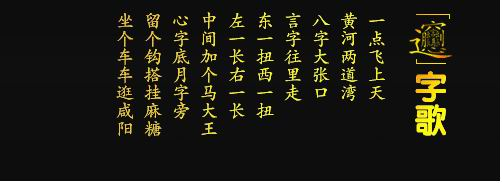 「𰻞」字歌
一点飞上天
黄河两道湾
八字大张口
言字往里走
东一扭西一扭
左一长右一长
中间加个马大王
心字底月字旁
留个钩搭挂麻糖
坐个车车逛咸阳